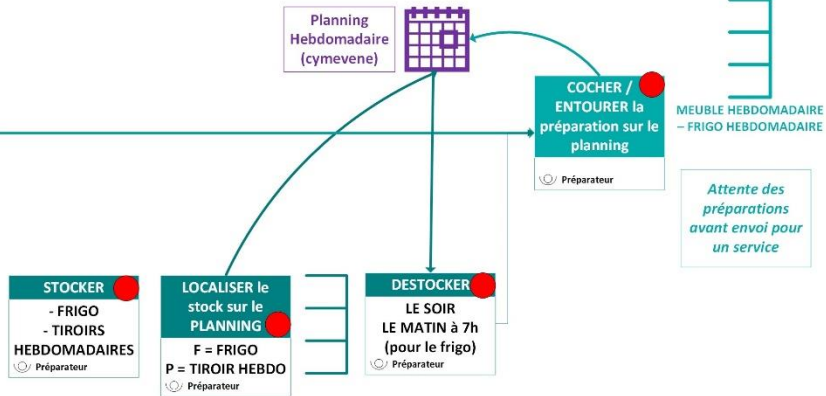 Planning
Hebdomadaire
(cymevene)
COCHER /
ENTOURER la
préparation sur le
planning
Préparateur
MEUBLE HEBDOMADAIRE
– FRIGO HEBDOMADAIRE
Attente des
préparations
avant envoi pour
un service
STOCKER
- FRIGO
- TIROIRS
HEBDOMADAIRES
Préparateur
LOCALISER le
stock sur le
PLANNING
F = FRIGO
P = TIROIR HEBDO
Préparateur
DESTOCKER
LE SOIR
LE MATIN à 7h
(pour le frigo)
Préparateur